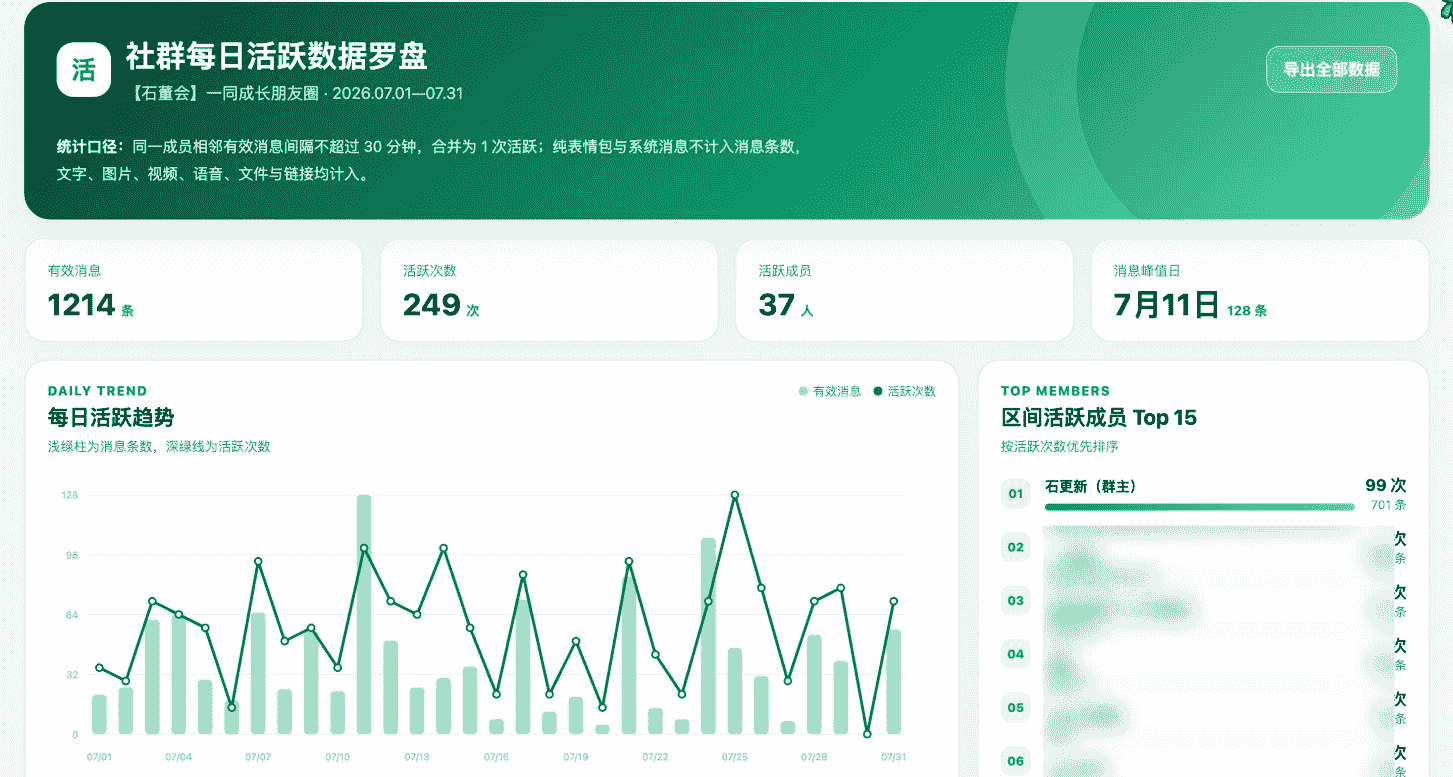 活
社群每日活跃数据罗盘
【石董会】一同成长朋友圈 · 2026.07.01—07.31
导出全部数据
统计口径：同一成员相邻有效消息间隔不超过 30 分钟，合并为 1 次活跃；纯表情包与系统消息不计入消息条数，
文字、图片、视频、语音、文件与链接均计入。
有效消息
1214 条
活跃次数
249 次
活跃成员
37 人
消息峰值日
7月11日 128 条
DAILY TREND
每日活跃趋势
浅绿柱为消息条数，深绿线为活跃次数
有效消息 活跃次数
128
96
64
32
0
07/01 07/04 07/07 07/10 07/13 07/16 07/19 07/22 07/25 07/28 07/31
TOP MEMBERS
区间活跃成员 Top 15
按活跃次数优先排序
01 石更新（群主） 99 次
701 条
02 次
条
03 次
条
04 次
条
05 次
条
06 次
条